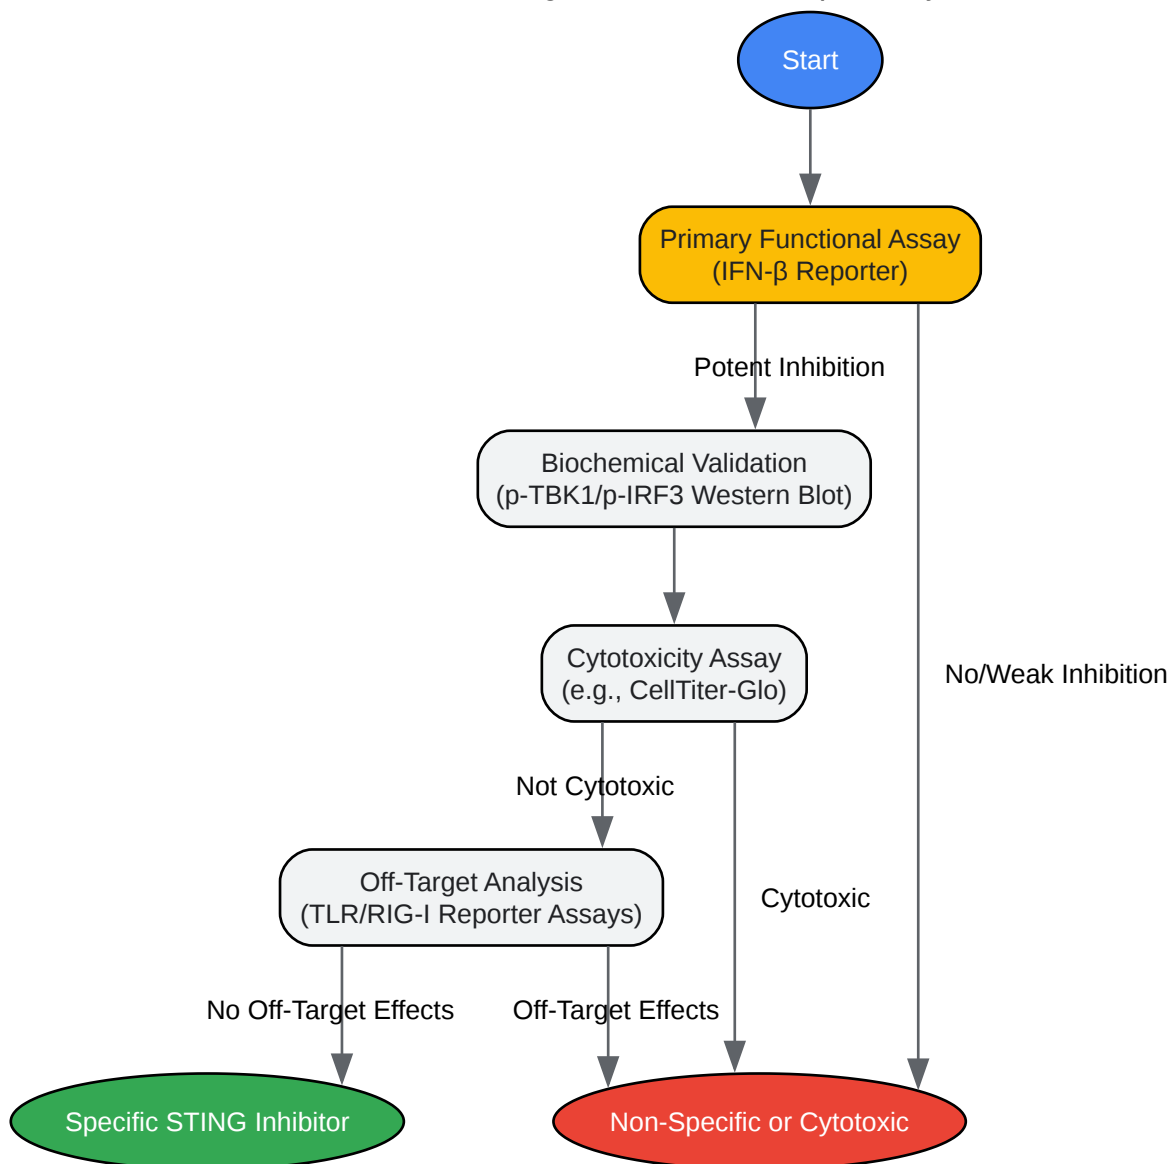 Start
Primary Functional Assay
(IFN-β Reporter)
Potent Inhibition
Biochemical Validation
(p-TBK1/p-IRF3 Western Blot)
Cytotoxicity Assay
(e.g., CellTiter-Glo)
No/Weak Inhibition
Not Cytotoxic
Off-Target Analysis
(TLR/RIG-I Reporter Assays)
Cytotoxic
No Off-Target Effects
Off-Target Effects
Specific STING Inhibitor
Non-Specific or Cytotoxic